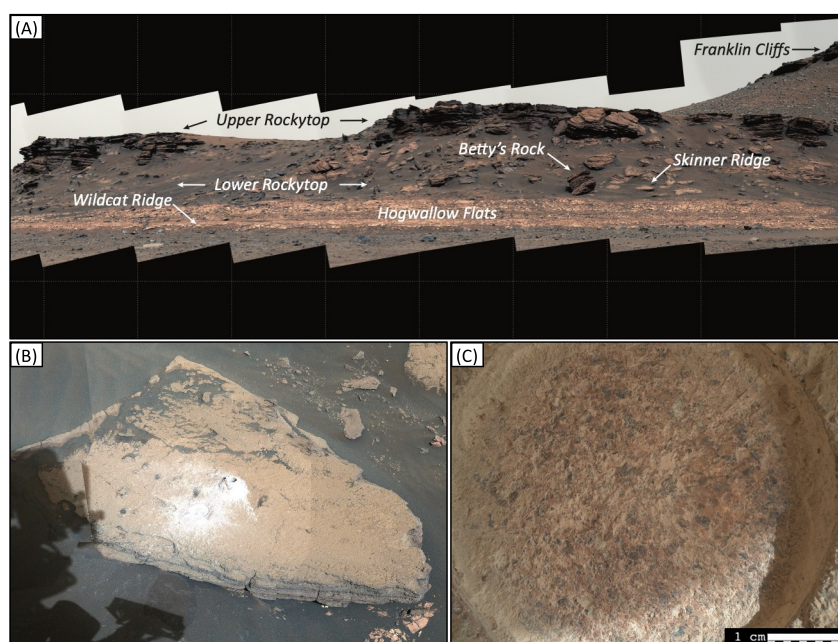 (A)
Franklin Cliffs
Upper Rockytop
Betty's Rock
Skinner Ridge
Lower Rockytop
Wildcat Ridge
Hogwallow Flats
(B)
(C)
1 cm